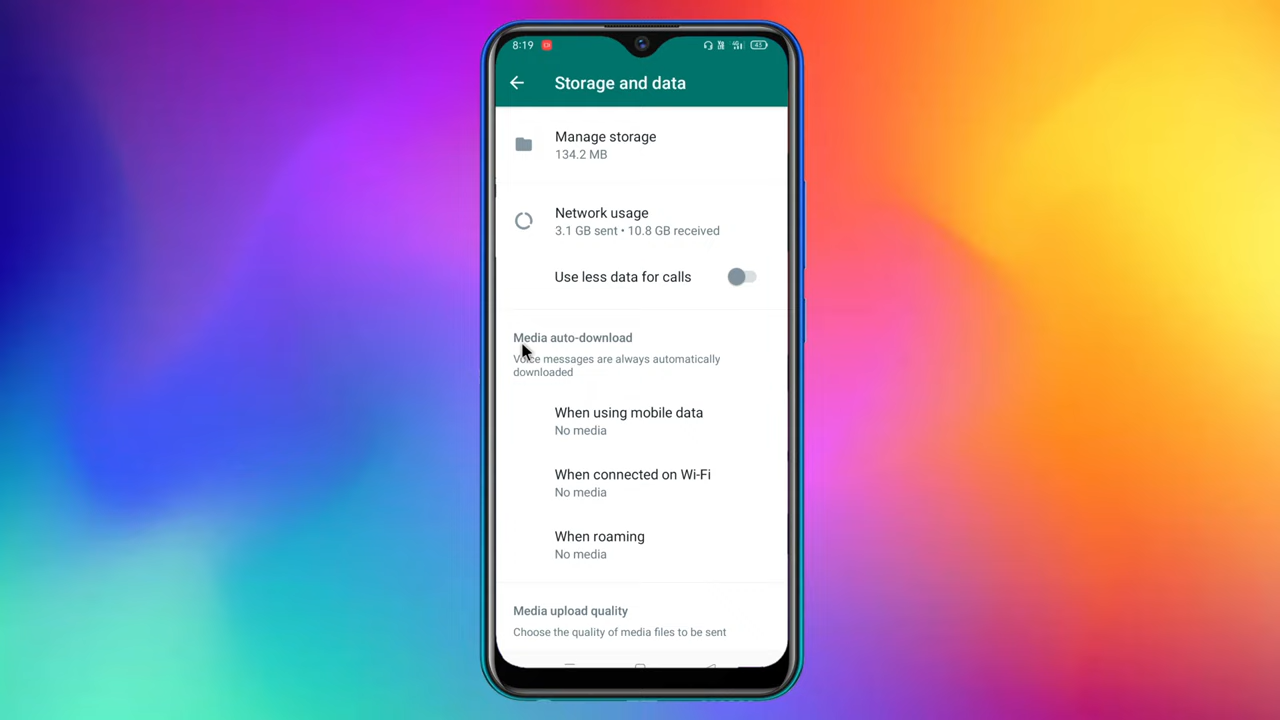 8:19
43
Storage and data
Manage storage
134.2 MB
Network usage
3.1 GB sent • 10.8 GB received
Use less data for calls
Media auto-download
Voice messages are always automatically
downloaded
When using mobile data
No media
When connected on Wi-Fi
No media
When roaming
No media
Media upload quality
Choose the quality of media files to be sent